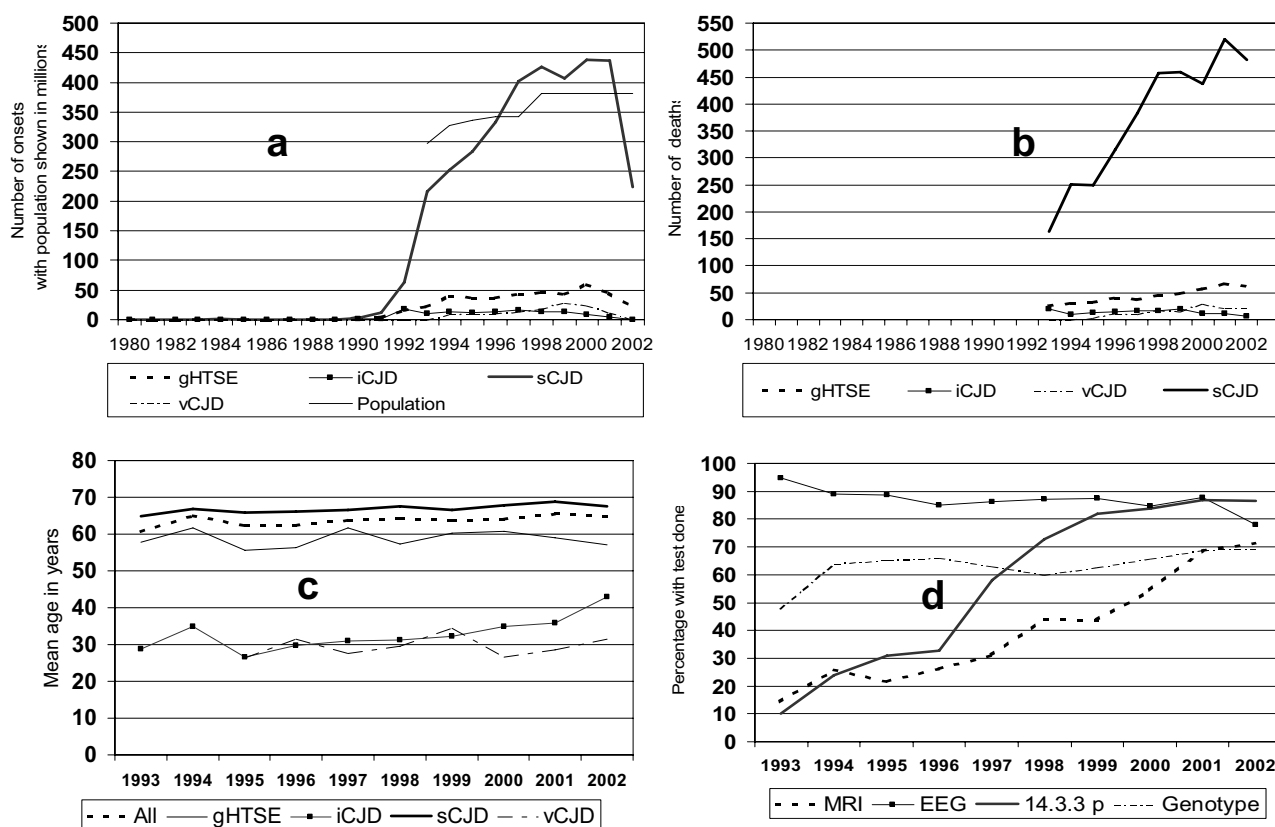 500
450
400
350
300
250
200
150
100
50
0
Number of onsets
with population shown in millions
a
1980 1982 1984 1986 1988 1990 1992 1994 1996 1998 2000 2002
gHTSE iCJD sCJD
vCJD Population
550
500
450
400
350
300
250
200
150
100
50
0
Number of deaths
b
1980 1982 1984 1986 1988 1990 1992 1994 1996 1998 2000 2002
gHTSE iCJD vCJD sCJD
80
70
60
50
40
30
20
10
0
Mean age in years
c
1993 1994 1995 1996 1997 1998 1999 2000 2001 2002
All gHTSE iCJD sCJD vCJD
100
90
80
70
60
50
40
30
20
10
0
Percentage with test done
d
1993 1994 1995 1996 1997 1998 1999 2000 2001 2002
MRI EEG 14.3.3 p Genotype